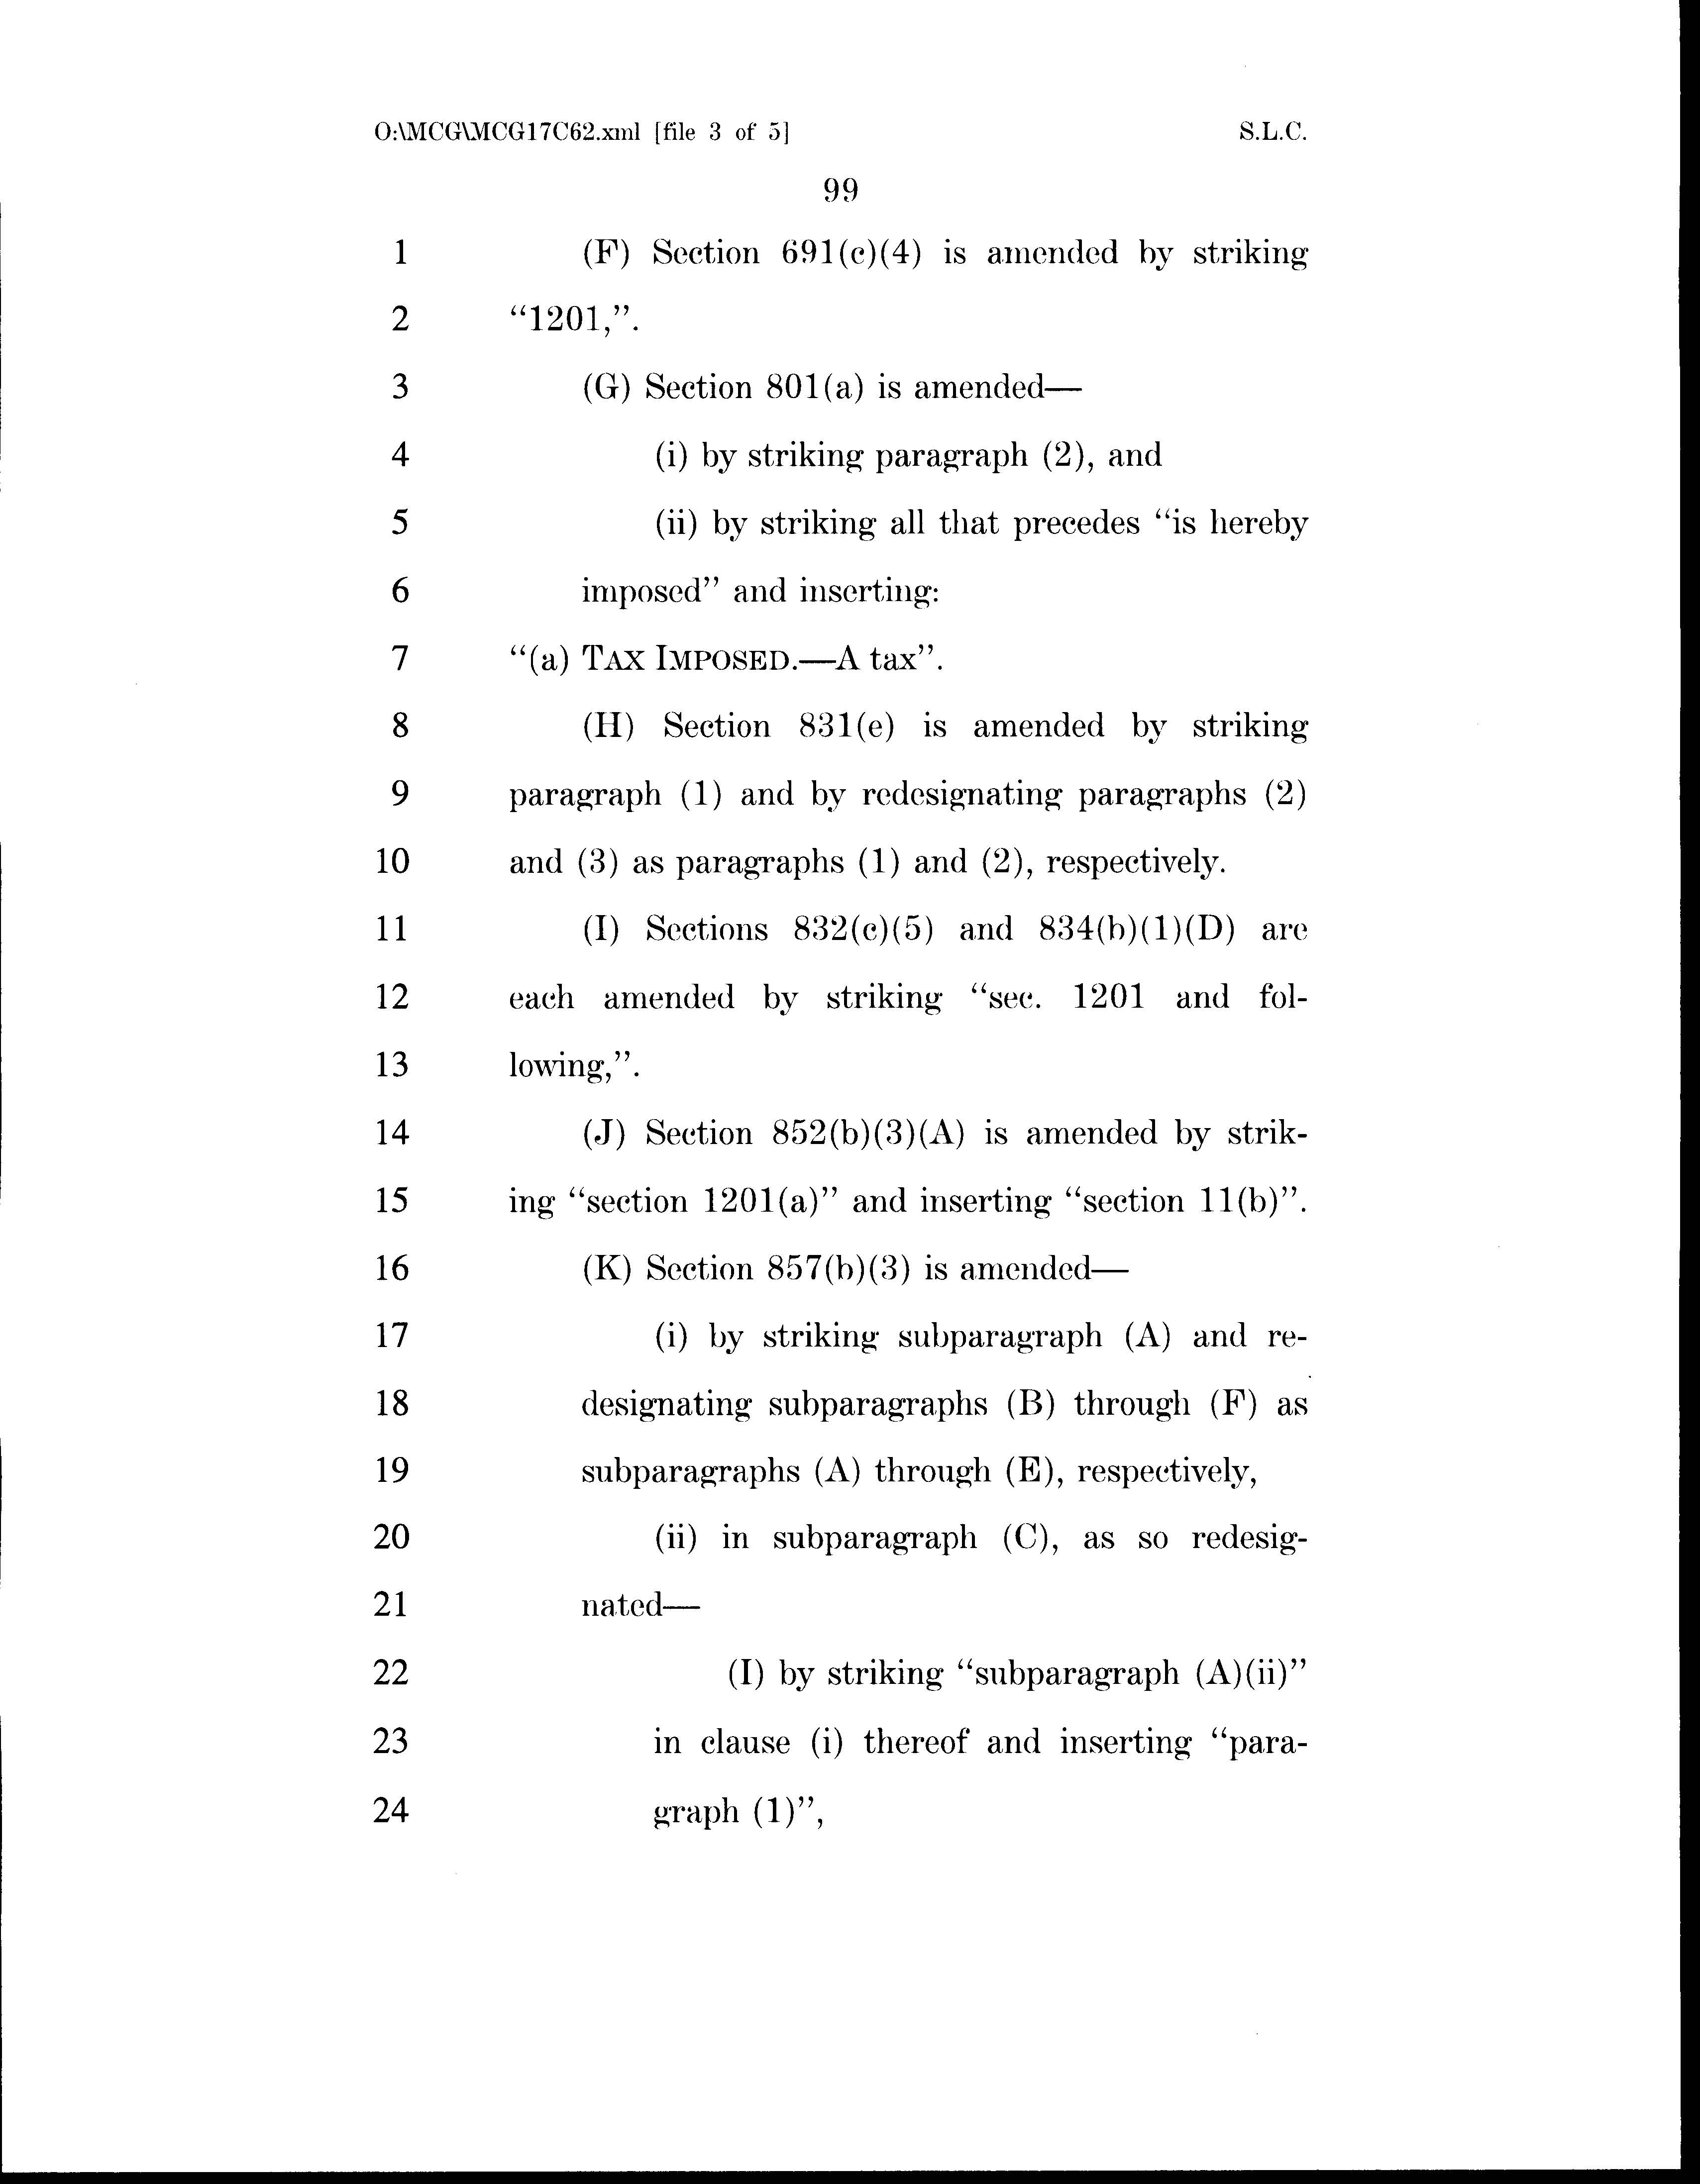 O:\MCG\MCG17C62.xml [file 3 of 5] S.L.C.
99
1 (F) Section 691(c)(4) is amended by striking
2 “1201,”.
3 (G) Section 801(a) is amended—
4 (i) by striking paragraph (2), and
5 (ii) by striking all that precedes “is hereby
6 imposed” and inserting:
7 “(a) TAX IMPOSED.—A tax”.
8 (H) Section 831(e) is amended by striking
9 paragraph (1) and by redesignating paragraphs (2)
10 and (3) as paragraphs (1) and (2), respectively.
11 (I) Sections 832(c)(5) and 834(b)(1)(D) are
12 each amended by striking “sec. 1201 and fol-
13 lowing,”.
14 (J) Section 852(b)(3)(A) is amended by strik-
15 ing “section 1201(a)” and inserting “section 11(b)”.
16 (K) Section 857(b)(3) is amended—
17 (i) by striking subparagraph (A) and re-
18 designating subparagraphs (B) through (F) as
19 subparagraphs (A) through (E), respectively,
20 (ii) in subparagraph (C), as so redesig-
21 nated—
22 (I) by striking “subparagraph (A)(ii)”
23 in clause (i) thereof and inserting “para-
24 graph (1)”,